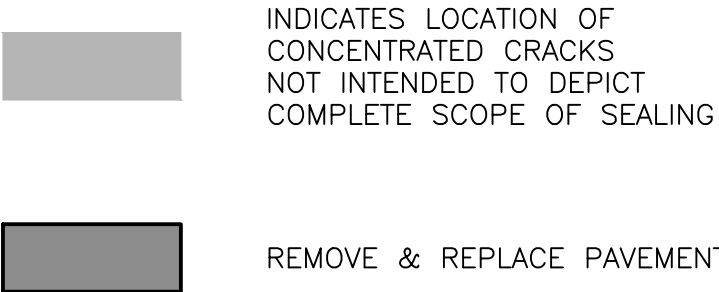 INDICATES LOCATION OF
CONCENTRATED CRACKS
NOT INTENDED TO DEPICT
COMPLETE SCOPE OF SEALING
REMOVE & REPLACE PAVEMENT